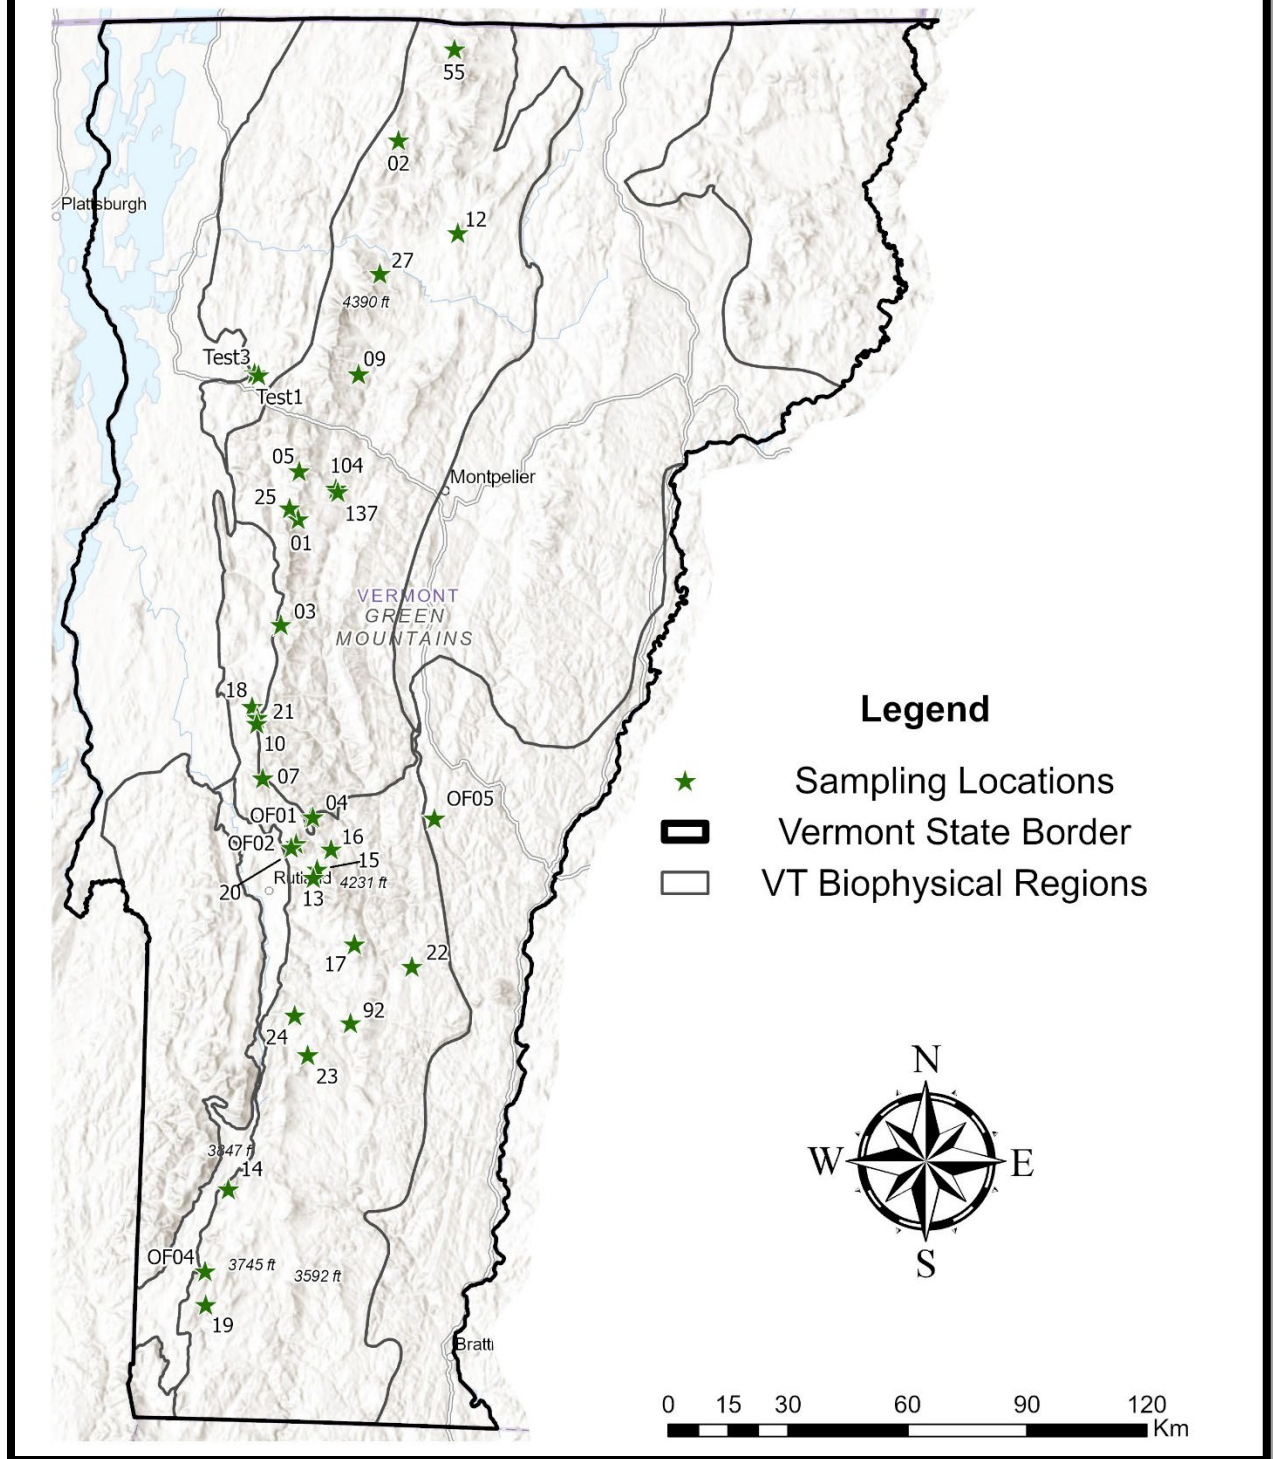 55
02
Plattsburgh
12
27
4390 ft
Test3
09
Test1
05
104
25
Montpelier
137
01
VERMONT
GREEN
MOUNTAINS
03
18
21
10
07
04
OF01
OF05
OF02
16
15
20
Rutland
4231 ft
13
17
22
92
24
23
3847 ft
14
OF04
3745 ft
3592 ft
19
Bratt
Legend
Sampling Locations
Vermont State Border
VT Biophysical Regions
N
W
E
S
0 15 30 60 90 120
Km